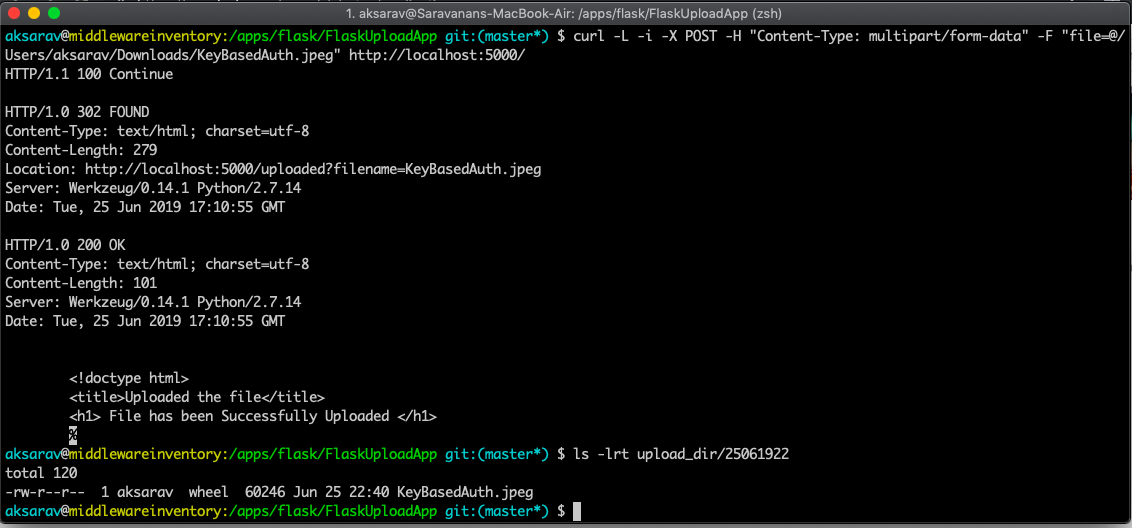 1. aksarav@Saravanans-MacBook-Air: /apps/flask/FlaskUploadApp (zsh)
aksarav@middlewareinventory:/apps/flask/FlaskUploadApp git:(master*) $ curl -L -i -X POST -H "Content-Type: multipart/form-data" -F "file=@/
Users/aksarav/Downloads/KeyBasedAuth.jpeg" http://localhost:5000/
HTTP/1.1 100 Continue
HTTP/1.0 302 FOUND
Content-Type: text/html; charset=utf-8
Content-Length: 279
Location: http://localhost:5000/uploaded?filename=KeyBasedAuth.jpeg
Server: Werkzeug/0.14.1 Python/2.7.14
Date: Tue, 25 Jun 2019 17:10:55 GMT
HTTP/1.0 200 OK
Content-Type: text/html; charset=utf-8
Content-Length: 101
Server: Werkzeug/0.14.1 Python/2.7.14
Date: Tue, 25 Jun 2019 17:10:55 GMT
<!doctype html>
<title>Uploaded the file</title>
<h1> File has been Successfully Uploaded </h1>
%
aksarav@middlewareinventory:/apps/flask/FlaskUploadApp git:(master*) $ ls -lrt upload_dir/25061922
total 120
-rw-r--r--  1 aksarav  wheel  60246 Jun 25 22:40 KeyBasedAuth.jpeg
aksarav@middlewareinventory:/apps/flask/FlaskUploadApp git:(master*) $